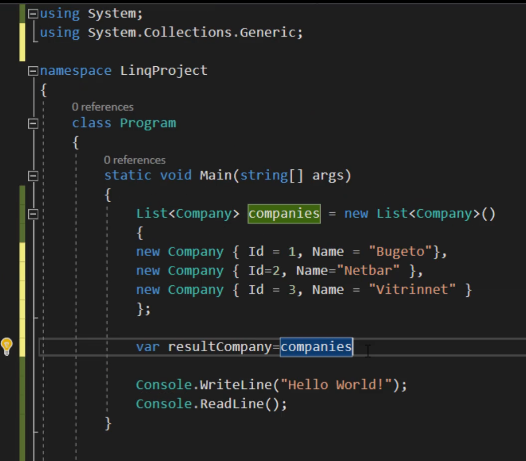 using System;
using System.Collections.Generic;
namespace LinqProject
{
0 references
class Program
{
0 references
static void Main(string[] args)
{
List<Company> companies = new List<Company>()
{
new Company { Id = 1, Name = "Bugeto"},
new Company { Id=2, Name="Netbar" },
new Company { Id = 3, Name = "Vitrinnet" }
};
var resultCompany=companies
Console.WriteLine("Hello World!");
Console.ReadLine();
}